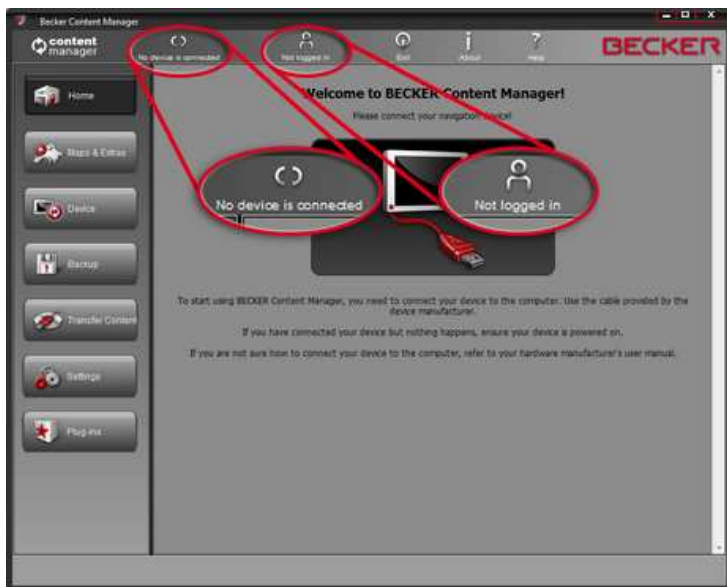 Becker Content Manager
content
manager
No device is connected
Not logged in
Exit
About
Help
BECKER
Home
Maps & Extras
Device
Backup
Transfer Content
Settings
Plug-ins
Welcome to BECKER Content Manager!
Please connect your navigation device!
No device is connected
Not logged in
To start using BECKER Content Manager, you need to connect your device to the computer. Use the cable provided by the
device manufacturer.
If you have connected your device but nothing happens, ensure your device is powered on.
If you are not sure how to connect your device to the computer, refer to your hardware manufacturer's user manual.